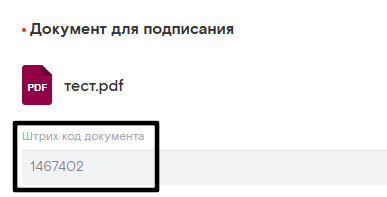 Документ для подписания
PDF
тест.pdf
Штрих код документа
1467402